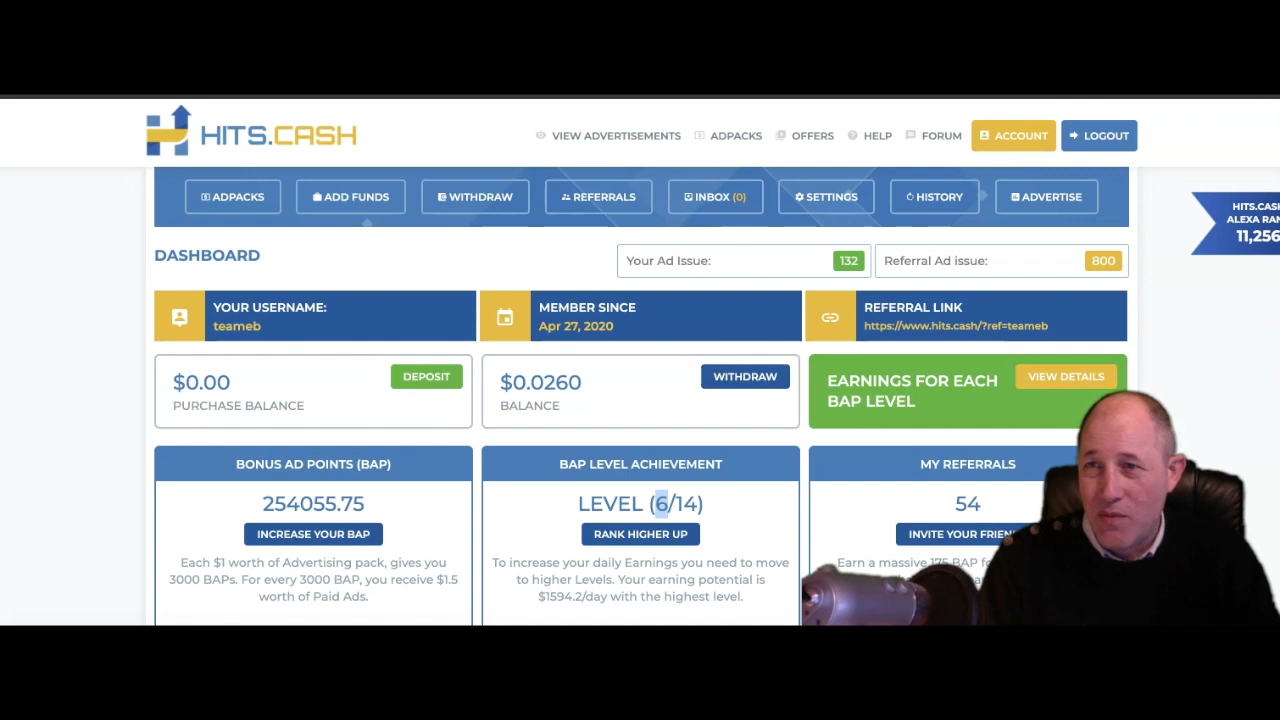 HITS.CASH
VIEW ADVERTISEMENTS
ADPACKS
OFFERS
HELP
FORUM
ACCOUNT
LOGOUT
ADPACKS
ADD FUNDS
WITHDRAW
REFERRALS
INBOX (0)
SETTINGS
HISTORY
ADVERTISE
HITS.CASH
ALEXA RAN
11,256
DASHBOARD
Your Ad Issue: 132
Referral Ad issue: 800
YOUR USERNAME:
teameb
MEMBER SINCE
Apr 27, 2020
REFERRAL LINK
https://www.hits.cash/?ref=teameb
$0.00
DEPOSIT
PURCHASE BALANCE
$0.0260
WITHDRAW
BALANCE
EARNINGS FOR EACH
BAP LEVEL
VIEW DETAILS
BONUS AD POINTS (BAP)
254055.75
INCREASE YOUR BAP
Each $1 worth of Advertising pack, gives you
3000 BAPs. For every 3000 BAP, you receive $1.5
worth of Paid Ads.
BAP LEVEL ACHIEVEMENT
LEVEL (6/14)
RANK HIGHER UP
To increase your daily Earnings you need to move
to higher Levels. Your earning potential is
$1594.2/day with the highest level.
MY REFERRALS
54
INVITE YOUR FRIEN
Earn a massive 175 BAP fo